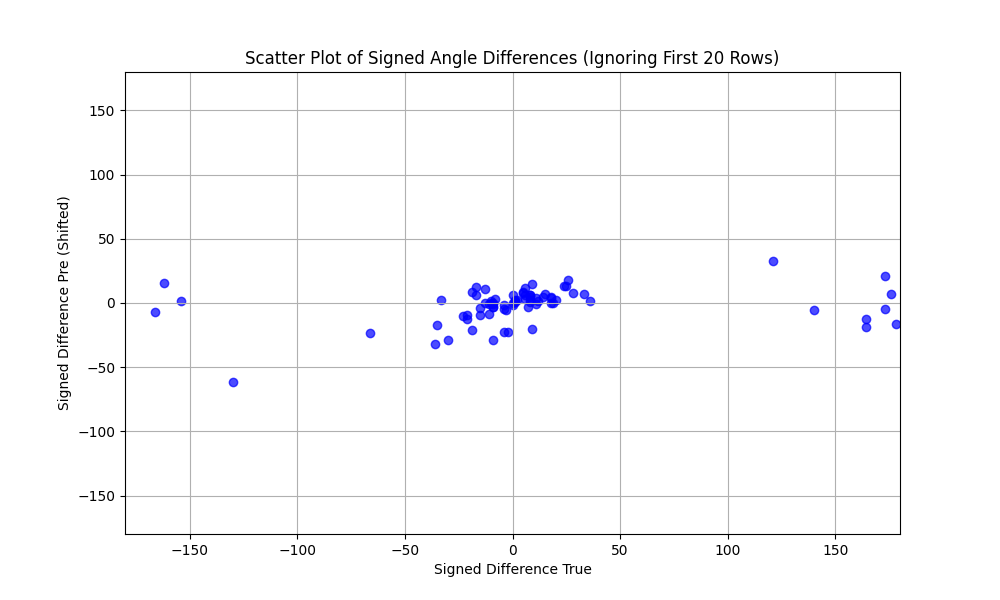 Scatter Plot of Signed Angle Differences (Ignoring First 20 Rows)
150
100
50
0
−50
−100
−150
Signed Difference Pre (Shifted)
−150 −100 −50 0 50 100 150
Signed Difference True